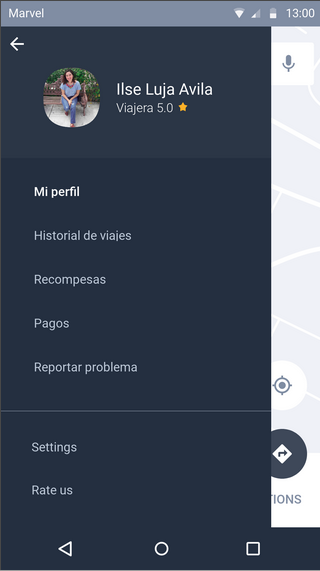 Marvel
13:00
Ilse Luja Avila
Viajera 5.0
Mi perfil
Historial de viajes
Recompesas
Pagos
Reportar problema
Settings
Rate us
TIONS